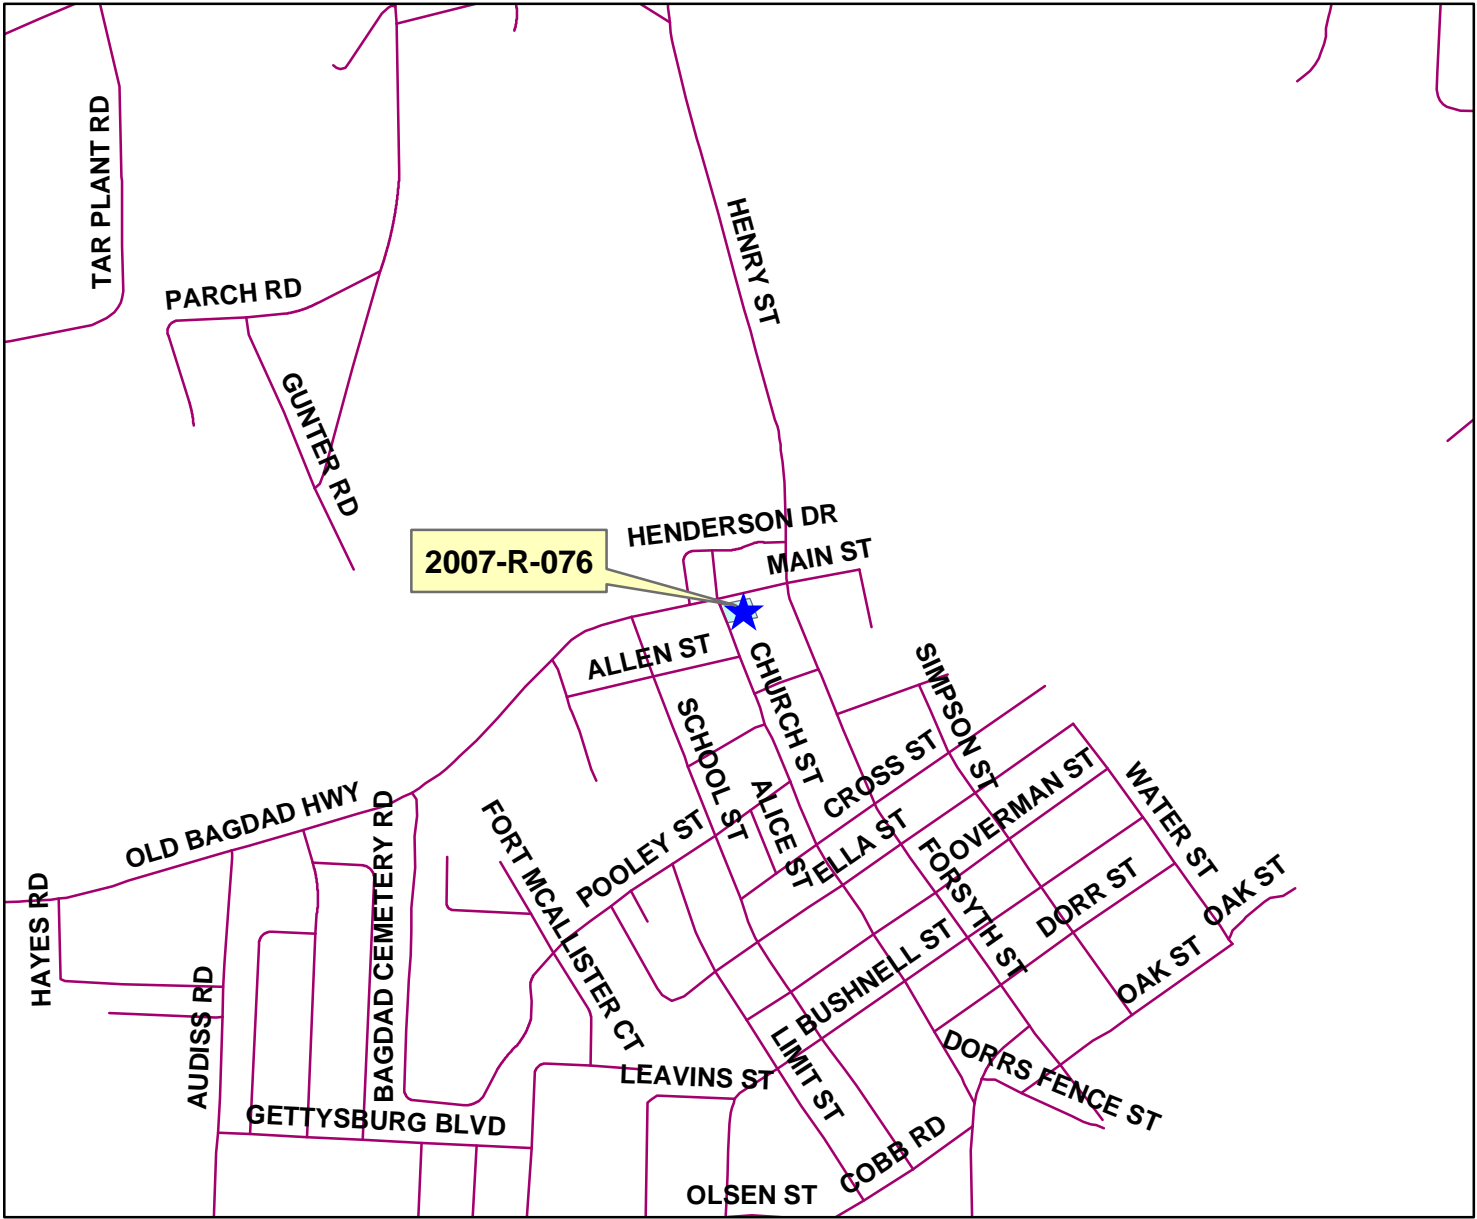 TAR PLANT RD
HENRY ST
PARCH RD
GUNTER RD
HENDERSON DR
2007-R-076
MAIN ST
ALLEN ST
CHURCH ST
SIMPSON ST
SCHOOL ST
CROSS ST
OVERMAN ST
WATER ST
OLD BAGDAD HWY
BAGDAD CEMETERY RD
FORT MCALLISTER CT
POOLEY ST
ALICE ST
ELLA ST
FORSYTH ST
DORR ST
OAK ST
HAYES RD
BUSHNELL ST
OAK ST
AUDISS RD
LIMIT ST
DORRS FENCE ST
LEAVINS ST
GETTYSBURG BLVD
COBB RD
OLSEN ST